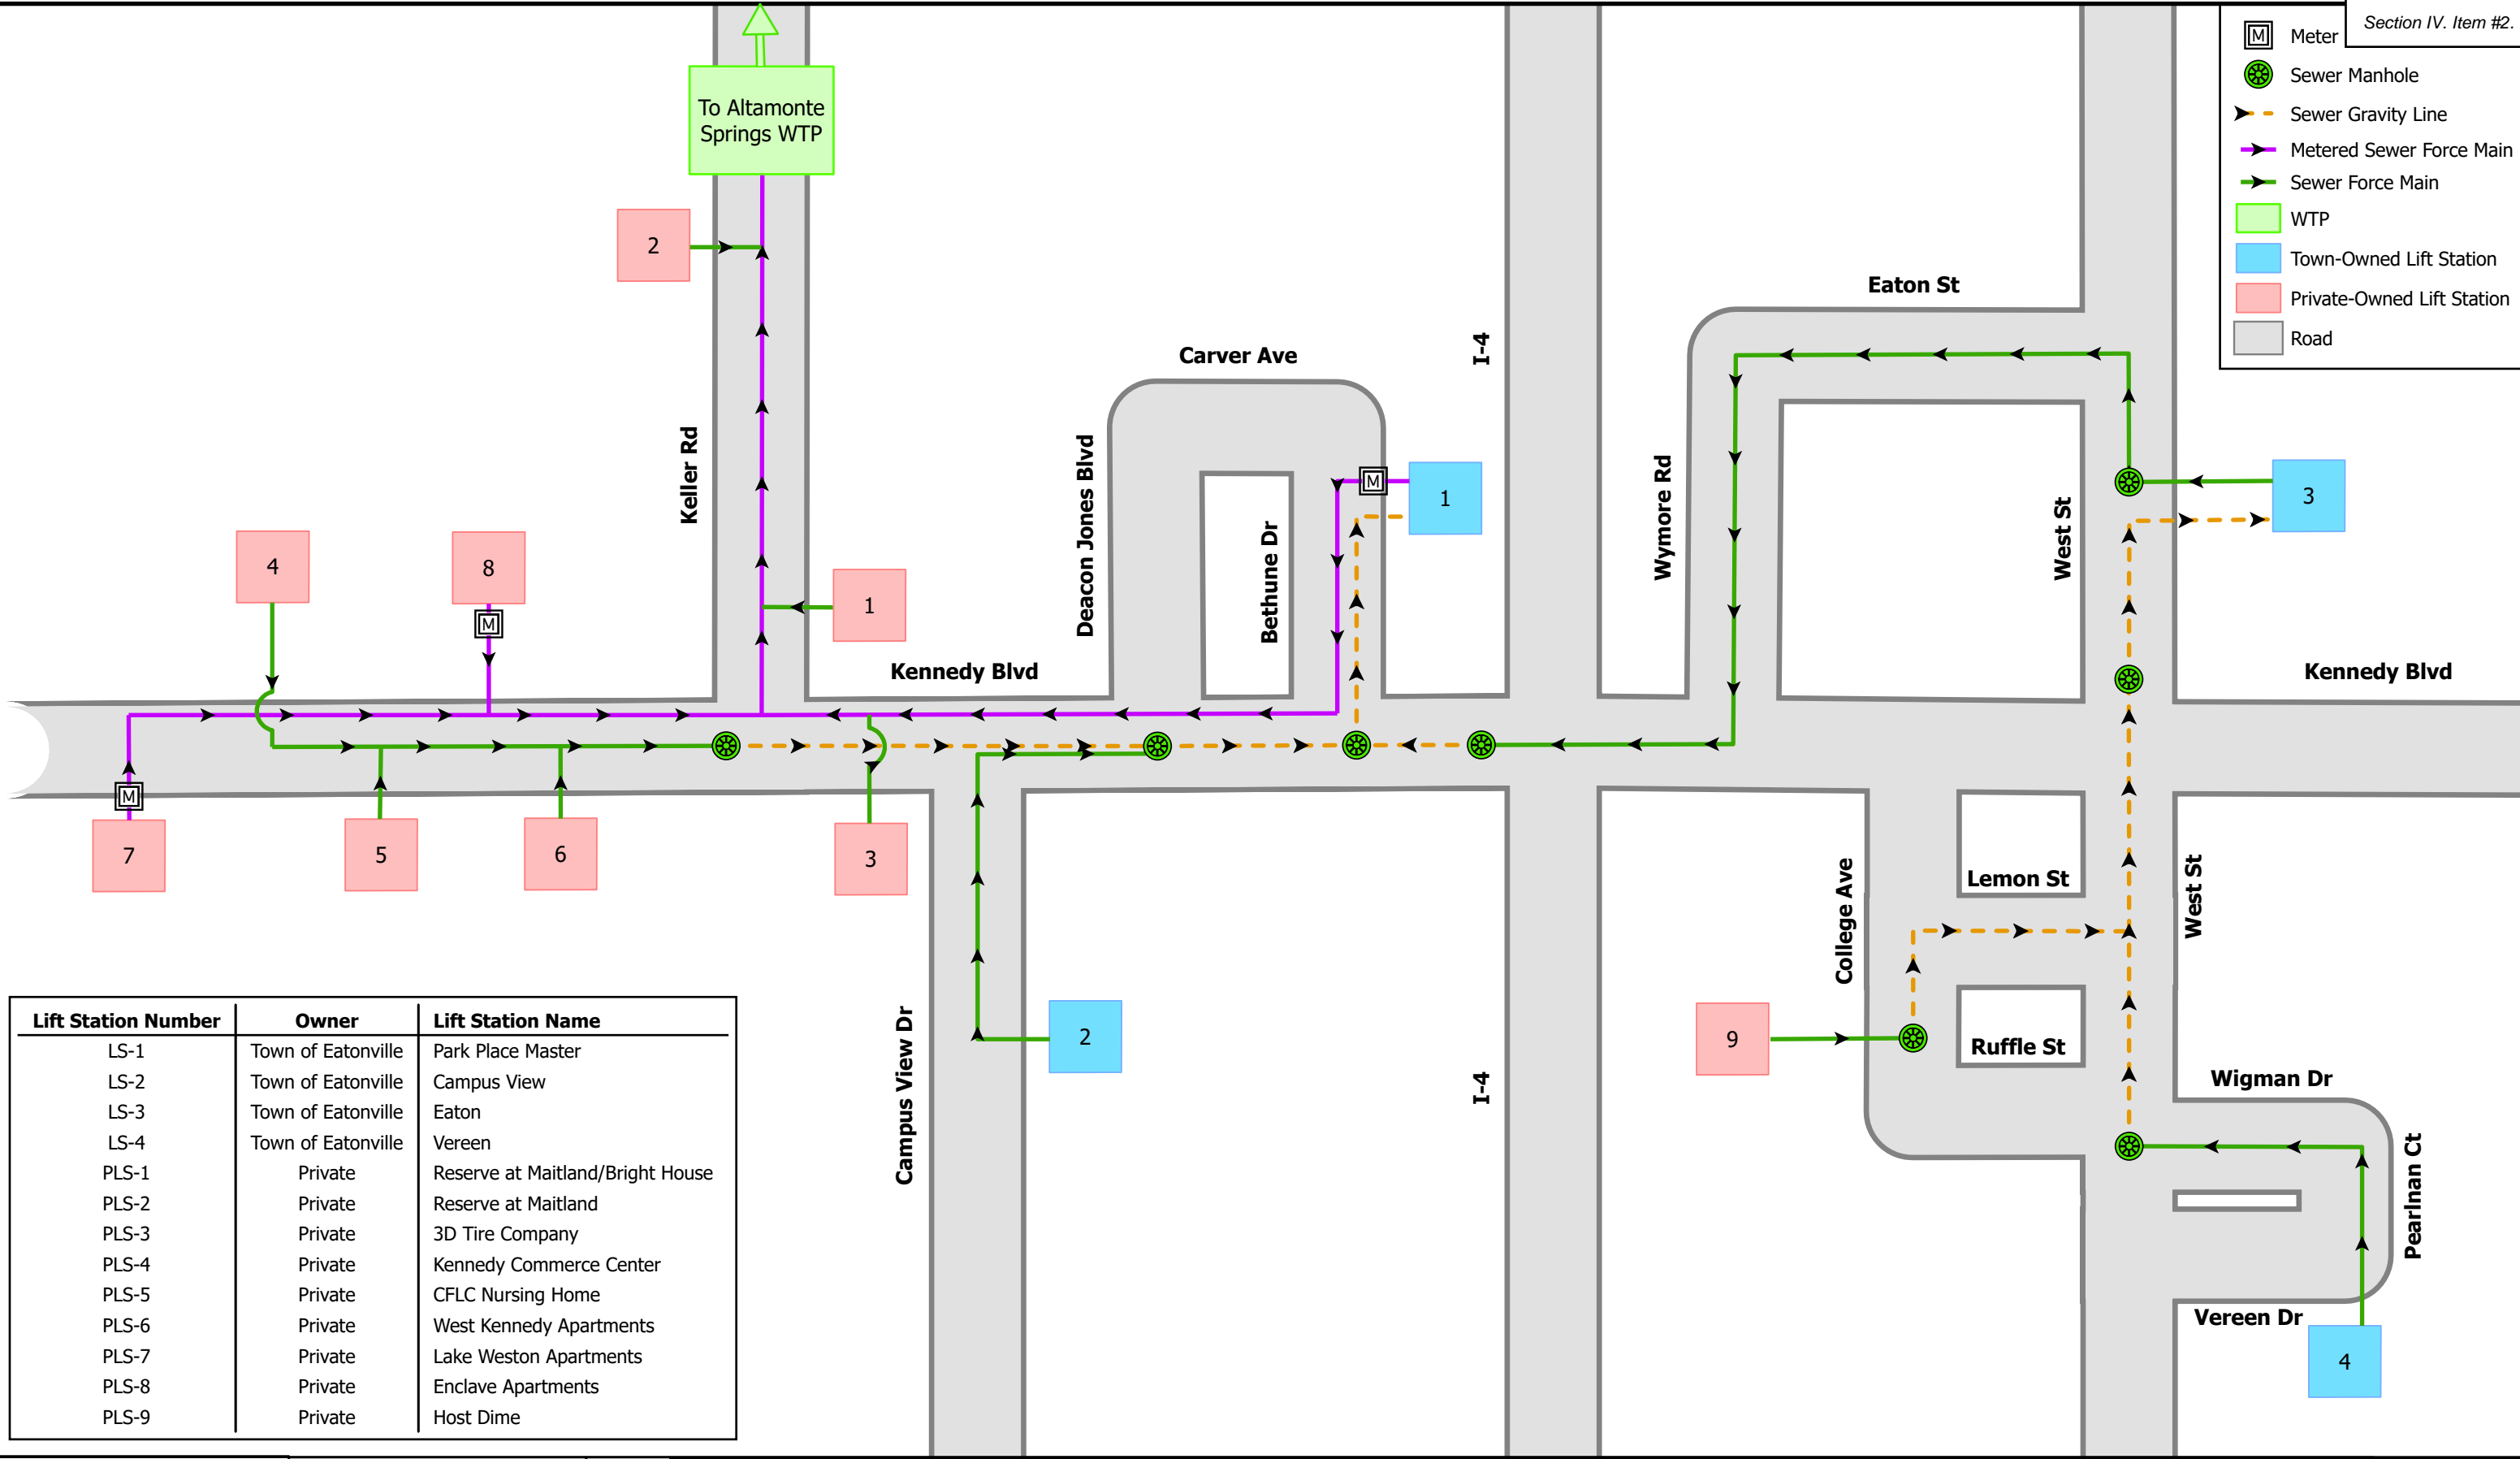 Section IV. Item #2.
M Meter
Sewer Manhole
Sewer Gravity Line
Metered Sewer Force Main
Sewer Force Main
WTP
Town-Owned Lift Station
Private-Owned Lift Station
Road
To Altamonte
Springs WTP
2
Eaton St
I-4
Carver Ave
Keller Rd
Deacon Jones Blvd
Bethune Dr
M
1
Wymore Rd
West St
3
4
8
M
1
Kennedy Blvd
Kennedy Blvd
M
7
5
6
3
College Ave
Lemon St
West St
Campus View Dr
2
I-4
9
Ruffle St
Wigman Dr
Pearlnan Ct
Vereen Dr
4
Lift Station Number Owner Lift Station Name
LS-1 Town of Eatonville Park Place Master
LS-2 Town of Eatonville Campus View
LS-3 Town of Eatonville Eaton
LS-4 Town of Eatonville Vereen
PLS-1 Private Reserve at Maitland/Bright House
PLS-2 Private Reserve at Maitland
PLS-3 Private 3D Tire Company
PLS-4 Private Kennedy Commerce Center
PLS-5 Private CFLC Nursing Home
PLS-6 Private West Kennedy Apartments
PLS-7 Private Lake Weston Apartments
PLS-8 Private Enclave Apartments
PLS-9 Private Host Dime